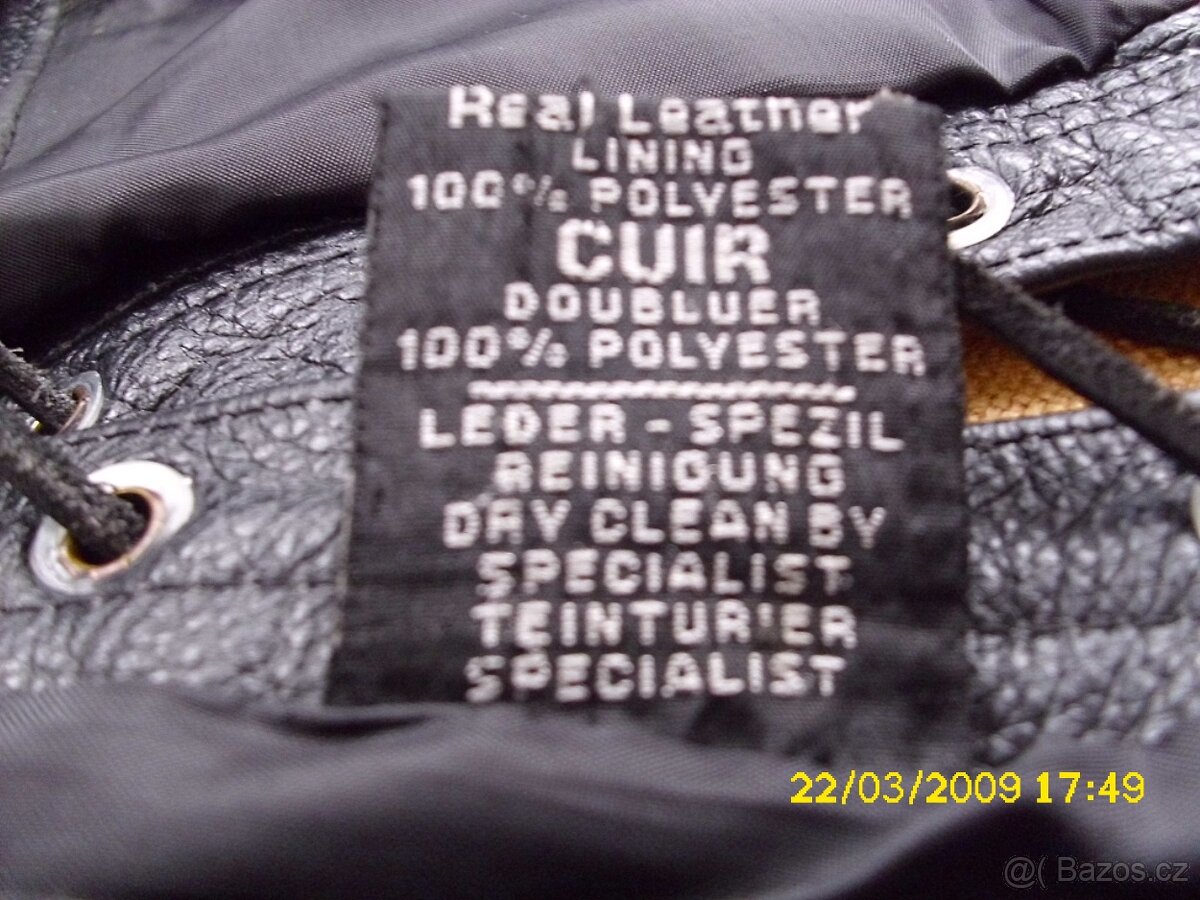 Real Leather
LINING
100% POLYESTER
CUIR
DOUBLUER
100% POLYESTER
LEDER - SPEZIL
REINIGUNG
DRY CLEAN BY
SPECIALIST
TEINTURIER
SPECIALIST
22/03/2009 17:49
@( Bazos.cz